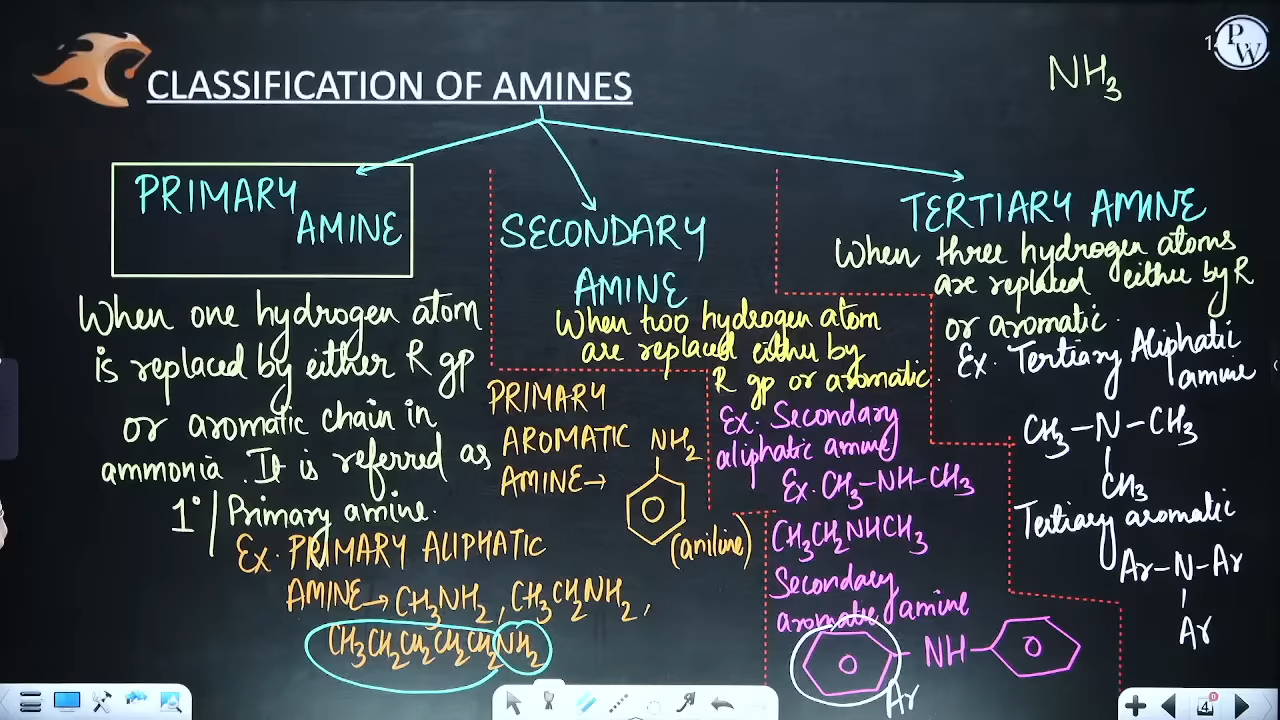 CLASSIFICATION OF AMINES
NH3
PW
PRIMARY
AMINE
When one hydrogen atom
is replaced by either R gp
or aromatic chain in
ammonia. It is referred as
1°/Primary amine.
Ex. PRIMARY ALIPHATIC
AMINE→CH3NH2, CH3CH2NH2,
CH3CH2CH2CH2CH2NH2
PRIMARY
AROMATIC
AMINE→
NH2
(aniline)
SECONDARY
AMINE
When two hydrogen atom
are replaced either by
R gp or aromatic.
Ex. Secondary
aliphatic amine
Ex. CH3-NH-CH3
CH3CH2NHCH3
Secondary
aromatic amine
NH
Ar
TERTIARY AMINE
When three hydrogen atoms
are replaced either by R
or aromatic.
Ex. Tertiary Aliphatic
amine
CH3-N-CH3
CH3
Tertiary aromatic
Ar-N-Ar
Ar
4